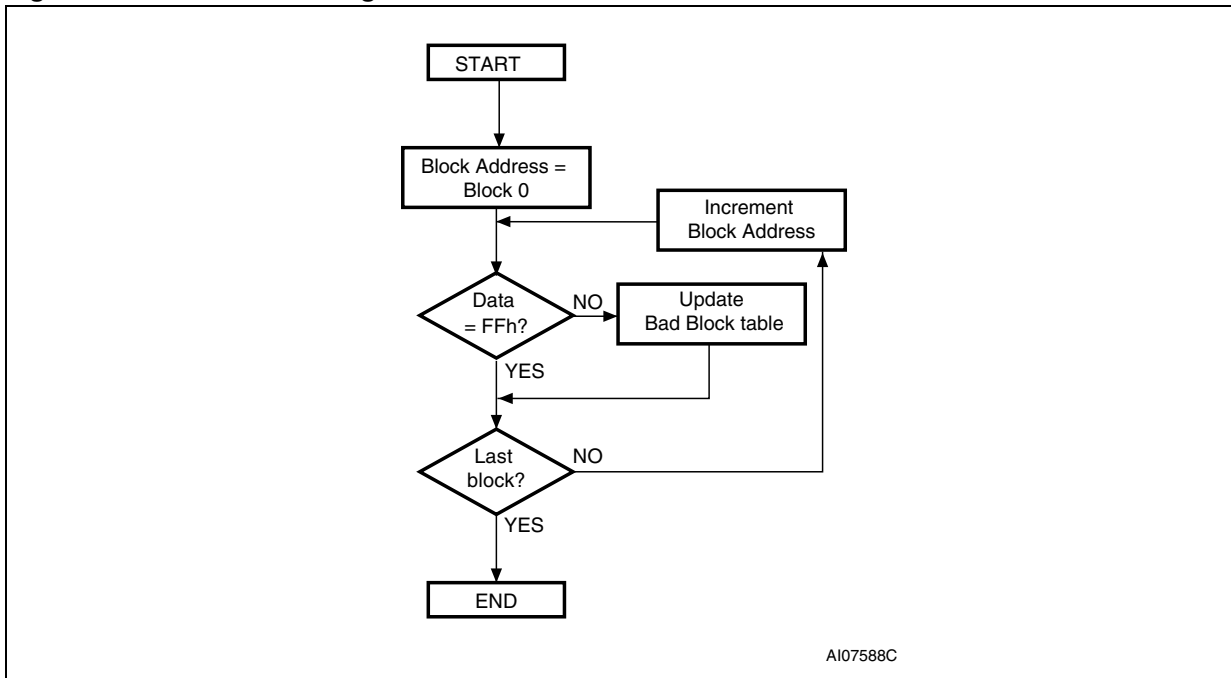 START
Block Address =
Block 0
Increment
Block Address
Data
= FFh?
NO
Update
Bad Block table
YES
Last
block?
NO
YES
END
AI07588C